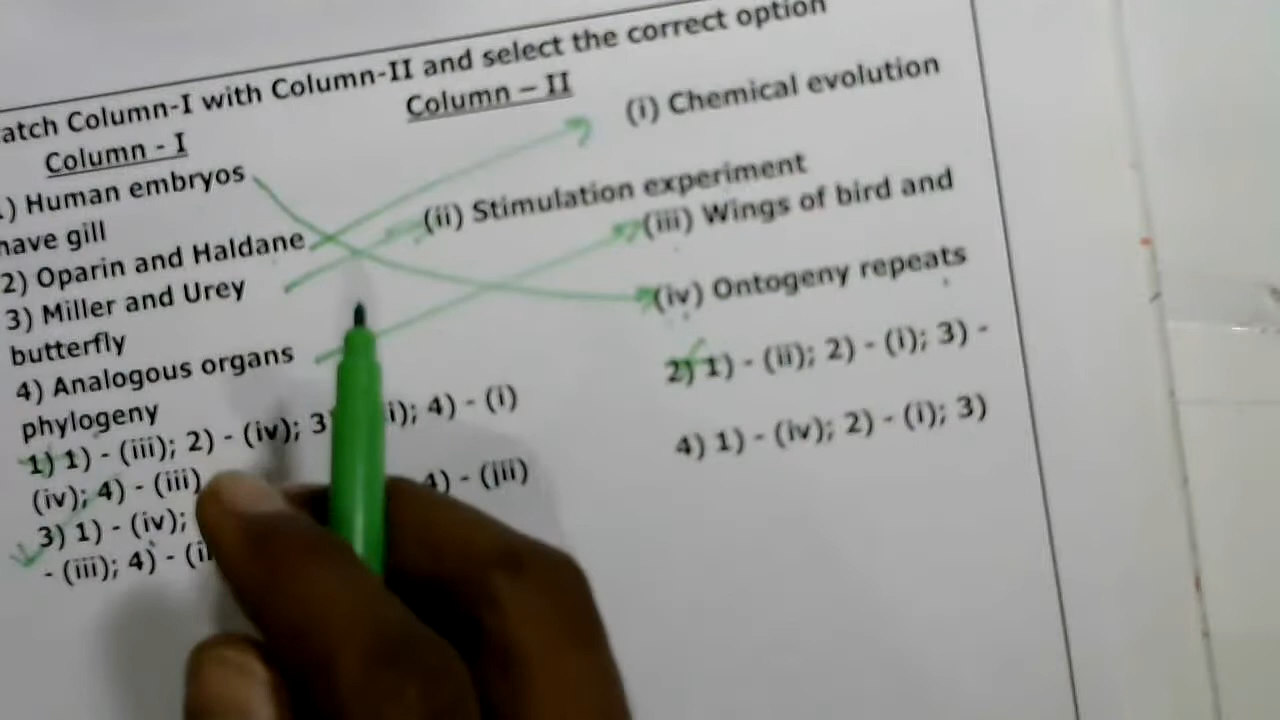 atch Column-I with Column-II and select the correct option
Column - I Column – II
1) Human embryos (i) Chemical evolution
have gill
2) Oparin and Haldane (ii) Stimulation experiment
3) Miller and Urey (iii) Wings of bird and
butterfly
4) Analogous organs (iv) Ontogeny repeats
phylogeny
1) 1) - (iii); 2) - (iv); 3) i); 4) - (i) 2) 1) - (ii); 2) - (i); 3) -
(iv); 4) - (iii)
3) 1) - (iv); 4) - (iii) 4) 1) - (iv); 2) - (i); 3)
- (iii); 4) - (ii